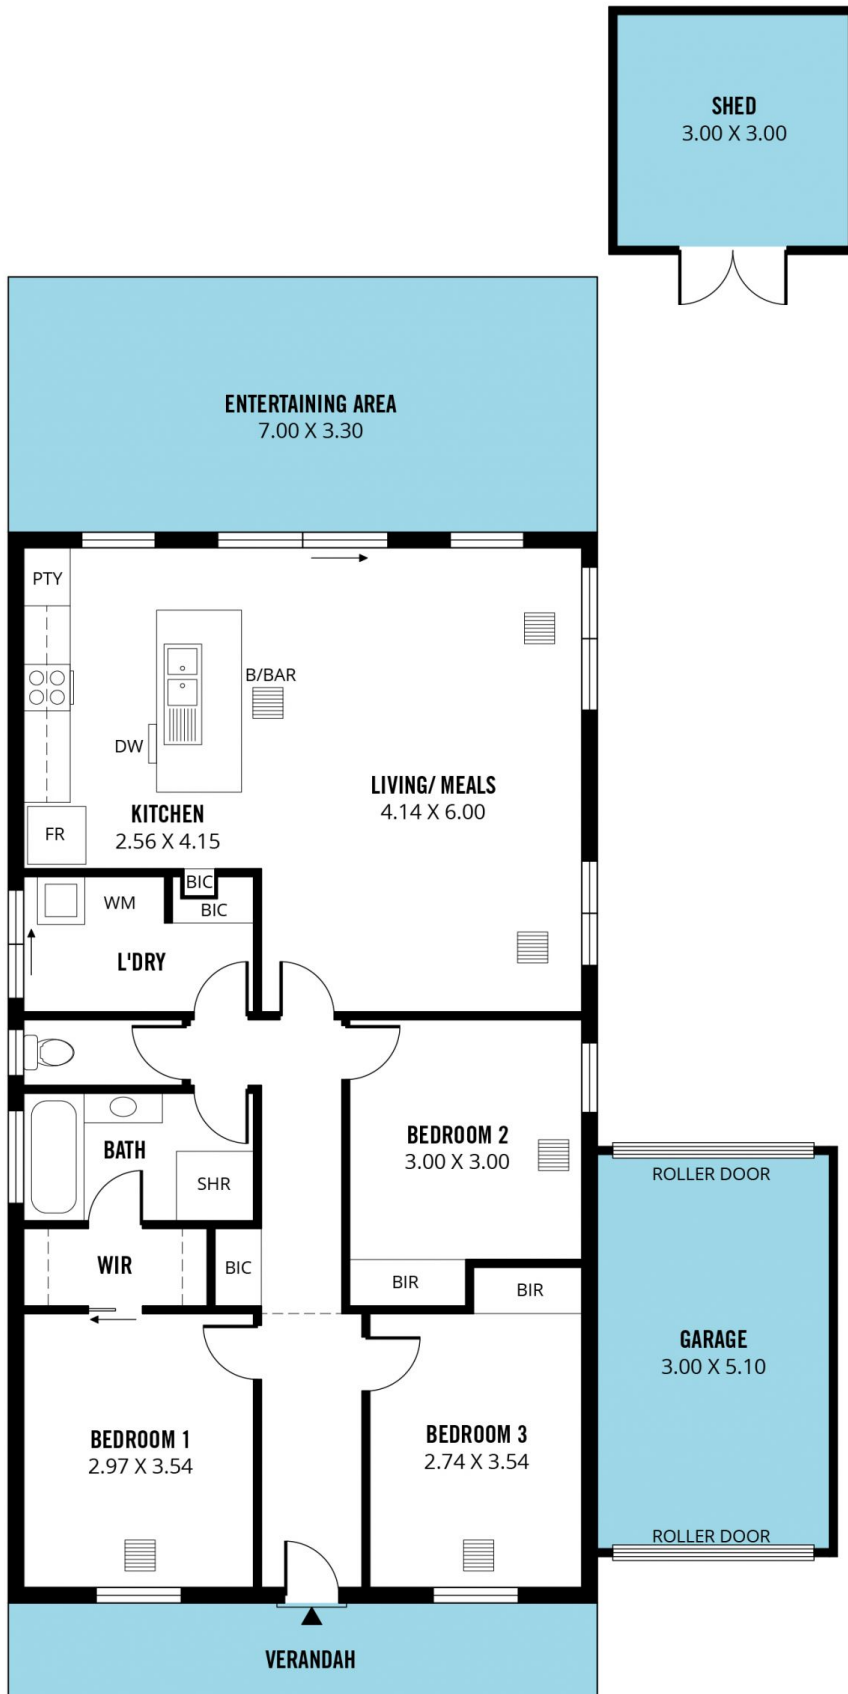 SHED
3.00 X 3.00
ENTERTAINING AREA
7.00 X 3.30
PTY
B/BAR
DW
LIVING/ MEALS
4.14 X 6.00
KITCHEN
2.56 X 4.15
FR
BIC
WM
BIC
L'DRY
BEDROOM 2
3.00 X 3.00
BATH
SHR
ROLLER DOOR
WIR
BIC
BIR
BIR
GARAGE
3.00 X 5.10
BEDROOM 1
2.97 X 3.54
BEDROOM 3
2.74 X 3.54
ROLLER DOOR
VERANDAH